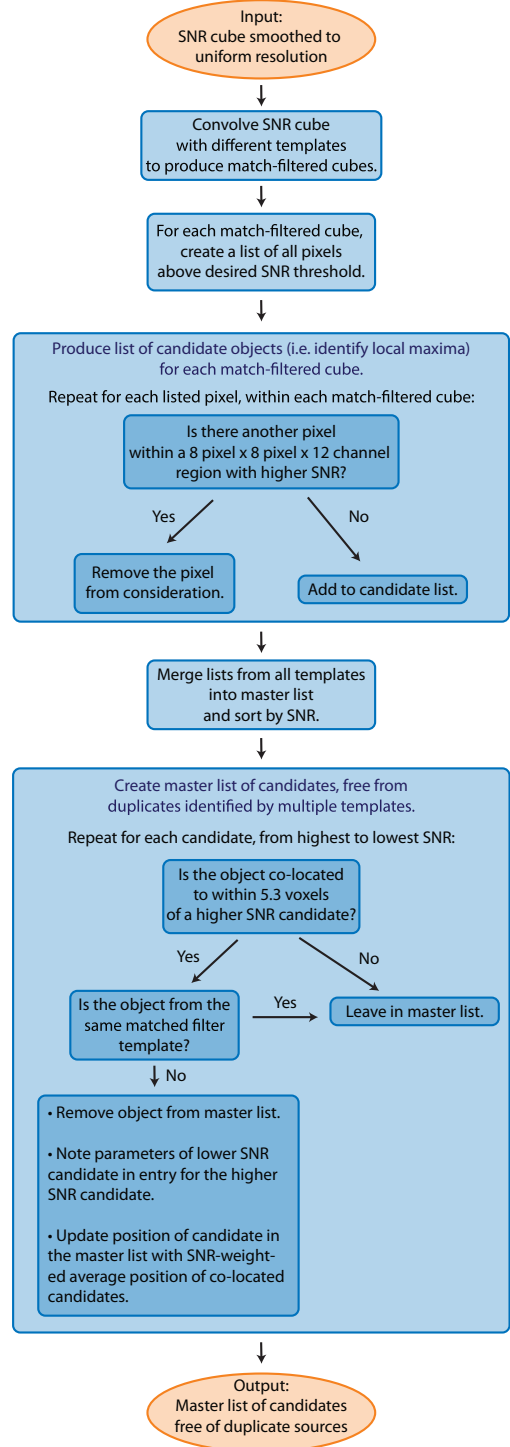 Input:
SNR cube smoothed to
uniform resolution
Convolve SNR cube
with different templates
to produce match-filtered cubes.
For each match-filtered cube,
create a list of all pixels
above desired SNR threshold.
Produce list of candidate objects (i.e. identify local maxima)
for each match-filtered cube.
Repeat for each listed pixel, within each match-filtered cube:
Is there another pixel
within a 8 pixel x 8 pixel x 12 channel
region with higher SNR?
Yes
No
Remove the pixel
from consideration.
Add to candidate list.
Merge lists from all templates
into master list
and sort by SNR.
Create master list of candidates, free from
duplicates identified by multiple templates.
Repeat for each candidate, from highest to lowest SNR:
Is the object co-located
to within 5.3 voxels
of a higher SNR candidate?
Yes
No
Is the object from the
same matched filter
template?
Yes
Leave in master list.
No
• Remove object from master list.
• Note parameters of lower SNR
candidate in entry for the higher
SNR candidate.
• Update position of candidate in
the master list with SNR-weight-
ed average position of co-located
candidates.
Output:
Master list of candidates
free of duplicate sources